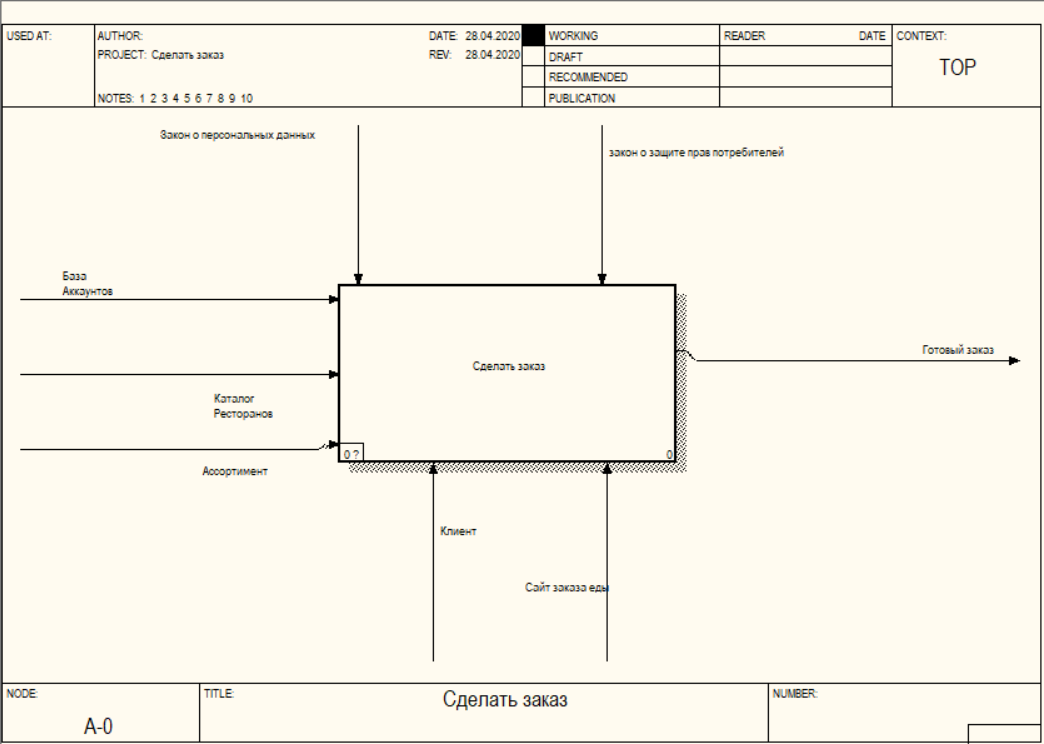 USED AT:
AUTHOR:
DATE: 28.04.2020
WORKING
READER
DATE
CONTEXT:
PROJECT: Сделать заказ
REV: 28.04.2020
DRAFT
TOP
RECOMMENDED
NOTES: 1 2 3 4 5 6 7 8 9 10
PUBLICATION
Закон о персональных данных
закон о защите прав потребителей
База
Аккаунтов
Готовый заказ
Сделать заказ
Каталог
Ресторанов
0 ?
0
Ассортимент
Клиент
Сайт заказа еды
NODE:
TITLE:
Сделать заказ
NUMBER:
A-0